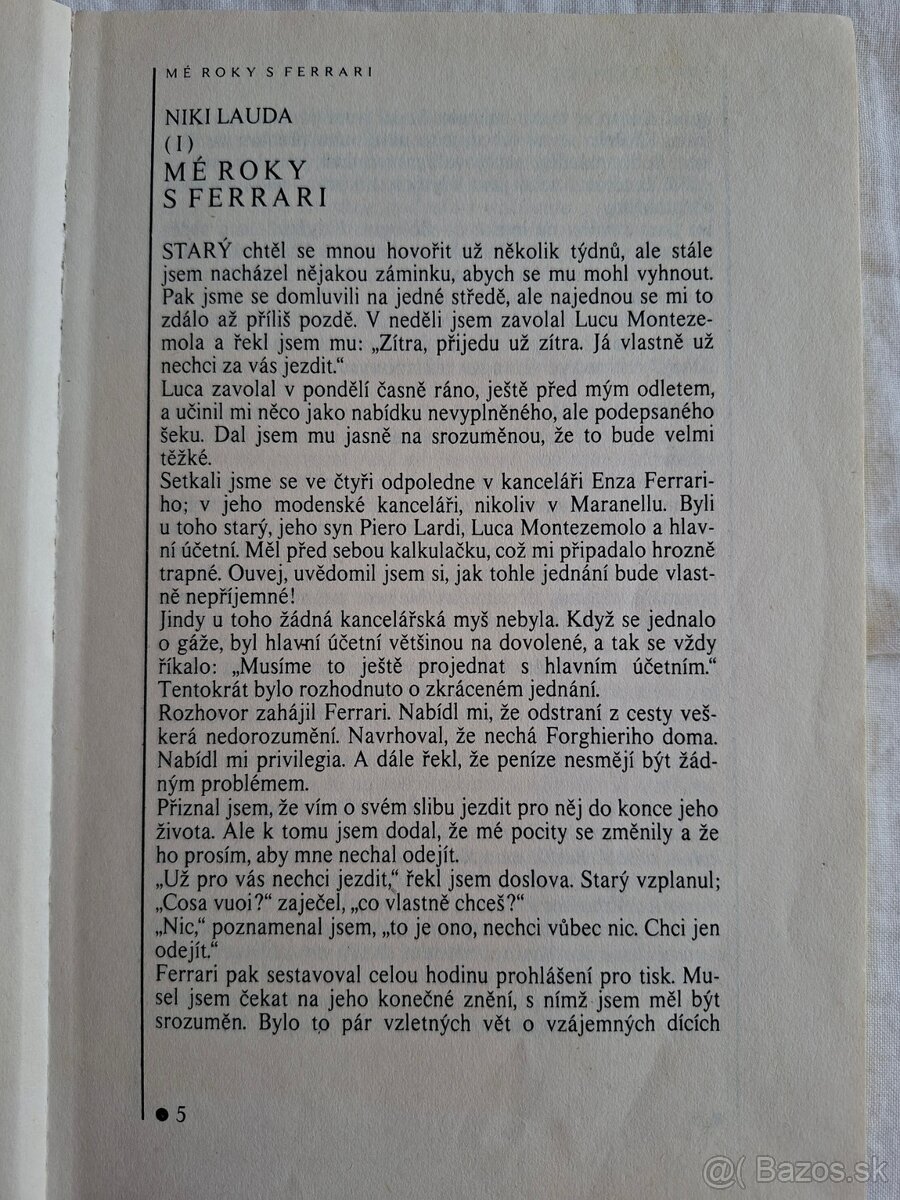 MÉ ROKY S FERRARI
NIKI LAUDA
(I)
MÉ ROKY
S FERRARI
STARÝ chtěl se mnou hovořit už několik týdnů, ale stále
jsem nacházel nějakou záminku, abych se mu mohl vyhnout.
Pak jsme se domluvili na jedné středě, ale najednou se mi to
zdálo až příliš pozdě. V neděli jsem zavolal Lucu Monteze-
mola a řekl jsem mu: „Zítra, přijedu už zítra. Já vlastně už
nechci za vás jezdit.“
Luca zavolal v pondělí časně ráno, ještě před mým odletem,
a učinil mi něco jako nabídku nevyplněného, ale podepsaného
šeku. Dal jsem mu jasně na srozuměnou, že to bude velmi
těžké.
Setkali jsme se ve čtyři odpoledne v kanceláři Enza Ferrari-
ho; v jeho modenské kanceláři, nikoliv v Maranellu. Byli
u toho starý, jeho syn Piero Lardi, Luca Montezemolo a hlav-
ní účetní. Měl před sebou kalkulačku, což mi připadalo hrozně
trapné. Ouvej, uvědomil jsem si, jak tohle jednání bude vlast-
ně nepříjemné!
Jindy u toho žádná kancelářská myš nebyla. Když se jednalo
o gáže, byl hlavní účetní většinou na dovolené, a tak se vždy
říkalo: „Musíme to ještě projednat s hlavním účetním.“
Tentokrát bylo rozhodnuto o zkráceném jednání.
Rozhovor zahájil Ferrari. Nabídl mi, že odstraní z cesty veš-
kerá nedorozumění. Navrhoval, že nechá Forghieriho doma.
Nabídl mi privilegia. A dále řekl, že peníze nesmějí být žád-
ným problémem.
Přiznal jsem, že vím o svém slibu jezdit pro něj do konce jeho
života. Ale k tomu jsem dodal, že mé pocity se změnily a že
ho prosím, aby mne nechal odejít.
„Už pro vás nechci jezdit,“ řekl jsem doslova. Starý vzplanul;
„Cosa vuoi?“ zaječel, „co vlastně chceš?“
„Nic,“ poznamenal jsem, „to je ono, nechci vůbec nic. Chci jen
odejít.“
Ferrari pak sestavoval celou hodinu prohlášení pro tisk. Mu-
sel jsem čekat na jeho konečné znění, s nímž jsem měl být
srozuměn. Bylo to pár vzletných vět o vzájemných dících
● 5
@( Bazos.sk